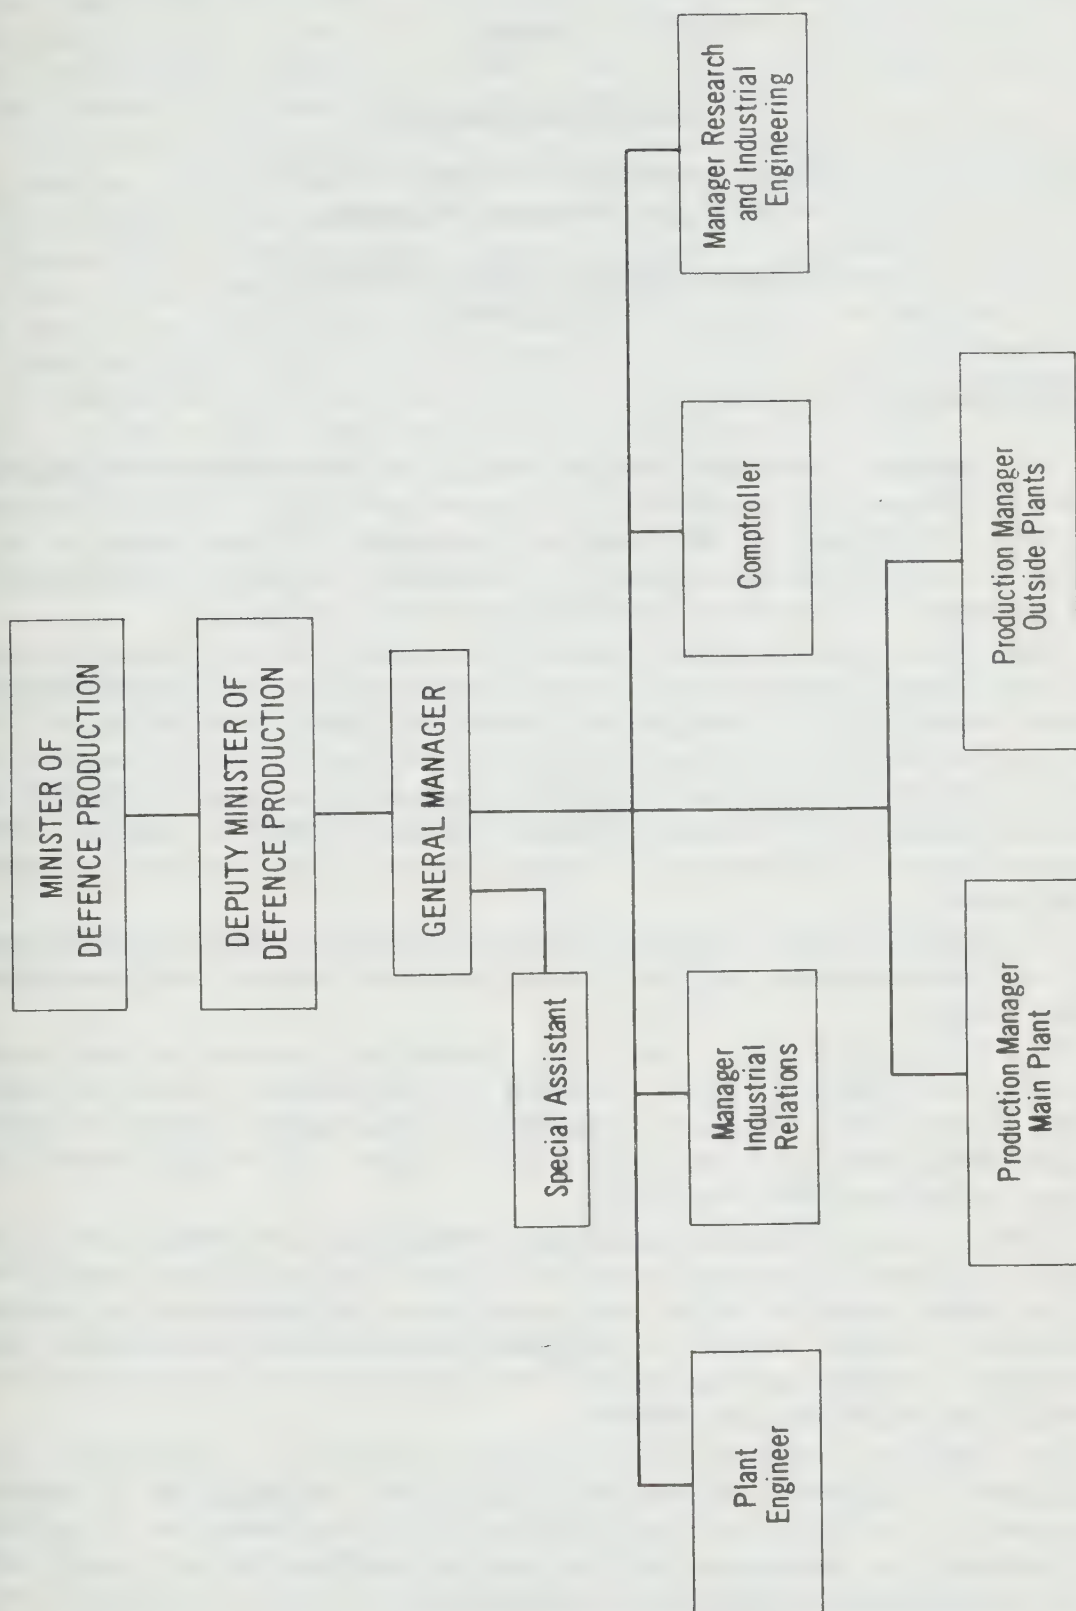 MINISTER OF
DEFENCE PRODUCTION
DEPUTY MINISTER OF
DEFENCE PRODUCTION
GENERAL MANAGER
Special Assistant
Plant
Engineer
Manager
Industrial
Relations
Comptroller
Manager Research
and Industrial
Engineering
Production Manager
Main Plant
Production Manager
Outside Plants